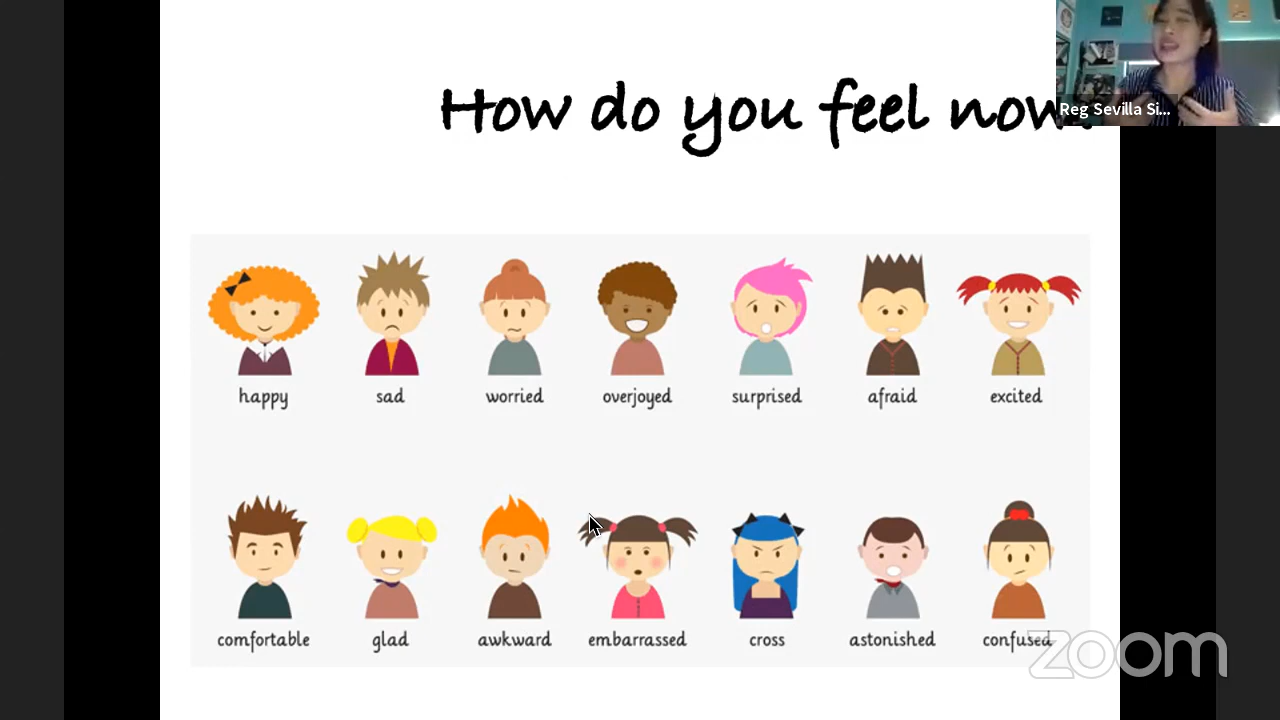 How do you feel now?
Reg Sevilla Si...
happy sad worried overjoyed surprised afraid excited
comfortable glad awkward embarrassed cross astonished confused
zoom